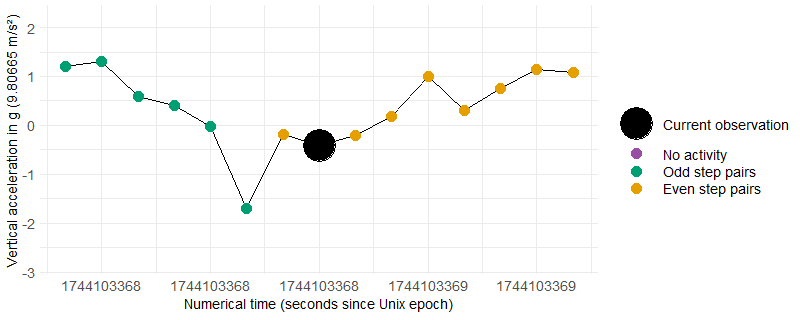 Vertical acceleration in g (9.80665 m/s²)
2
1
0
-1
-2
-3
1744103368 1744103368 1744103368 1744103369 1744103369
Numerical time (seconds since Unix epoch)
Current observation
No activity
Odd step pairs
Even step pairs